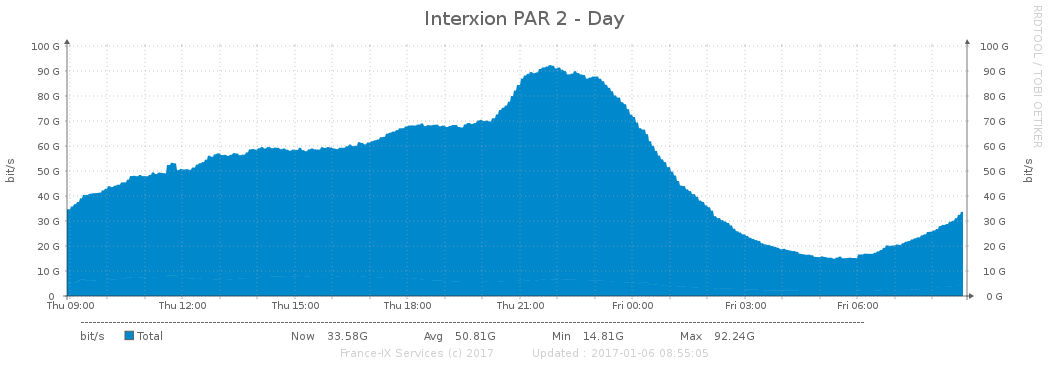 Interxion PAR 2 - Day
RRDTOOL / TOBI OETIKER
bit/s
100 G
90 G
80 G
70 G
60 G
50 G
40 G
30 G
20 G
10 G
0
100 G
90 G
80 G
70 G
60 G
50 G
40 G
30 G
20 G
10 G
0 G
bit/s
Thu 09:00 Thu 12:00 Thu 15:00 Thu 18:00 Thu 21:00 Fri 00:00 Fri 03:00 Fri 06:00
bit/s Total Now 33.58G Avg 50.81G Min 14.81G Max 92.24G
France-IX Services (c) 2017 Updated : 2017-01-06 08:55:05